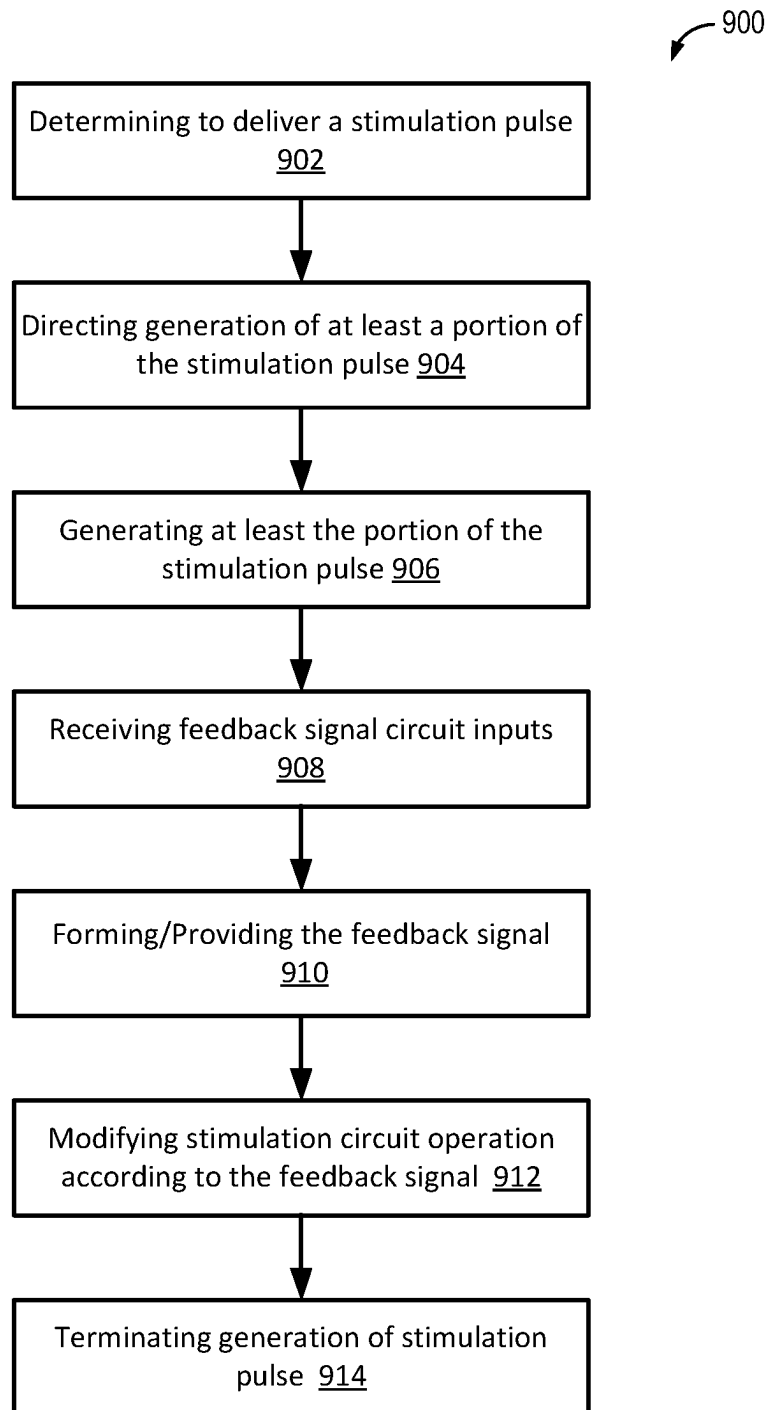 900
Determining to deliver a stimulation pulse
902
Directing generation of at least a portion of
the stimulation pulse 904
Generating at least the portion of the
stimulation pulse 906
Receiving feedback signal circuit inputs
908
Forming/Providing the feedback signal
910
Modifying stimulation circuit operation
according to the feedback signal 912
Terminating generation of stimulation
pulse 914